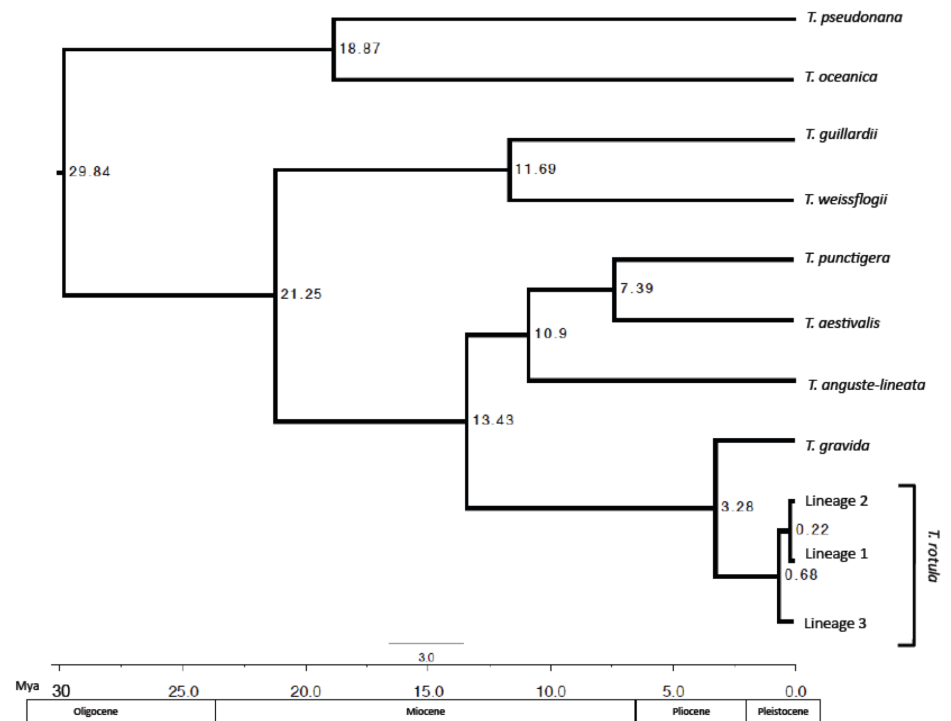 T. pseudonana
18.87
T. oceanica
T. guillardii
29.84
11.69
T. weissflogii
T. punctigera
7.39
21.25
T. aestivalis
10.9
T. anguste-lineata
13.43
T. gravida
Lineage 2
3.28
0.22
Lineage 1
0.68
Lineage 3
T. rotula
3.0
Mya 30 25.0 20.0 15.0 10.0 5.0 0.0
Oligocene Miocene Pliocene Pleistocene